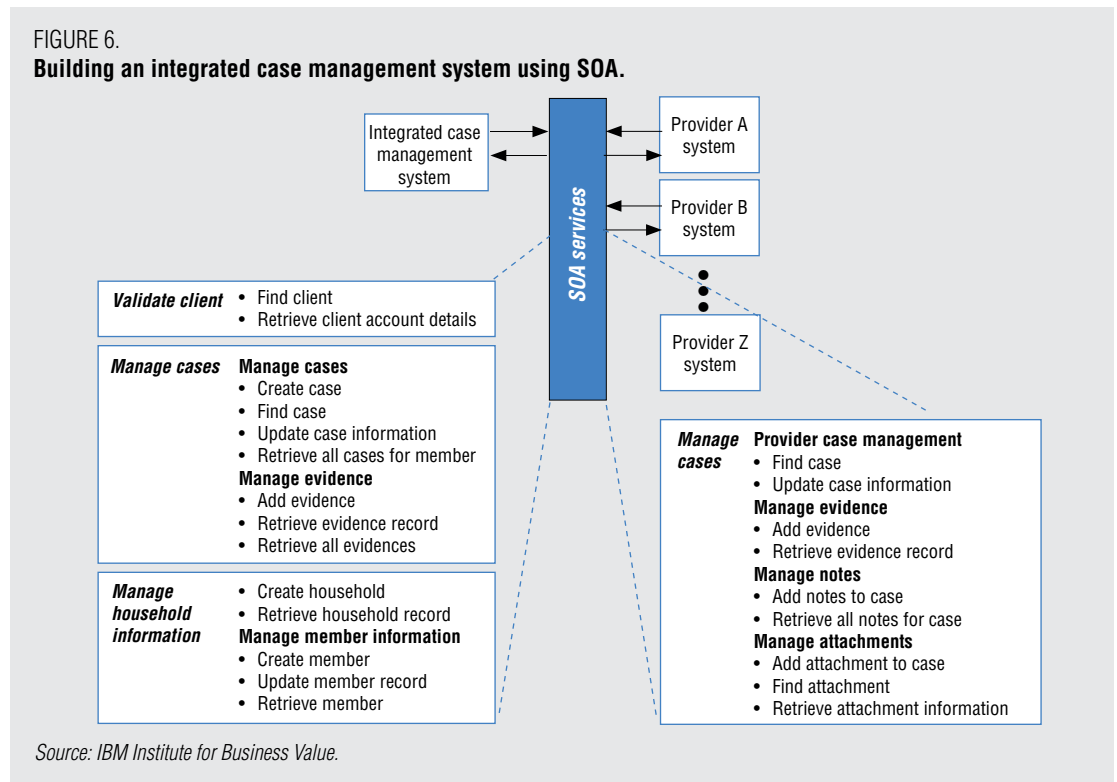 FIGURE 6.
Building an integrated case management system using SOA.
Integrated case
management
system
SOA services
Provider A
system
Provider B
system
Provider Z
system
Validate client
• Find client
• Retrieve client account details
Manage cases
Manage cases
• Create case
• Find case
• Update case information
• Retrieve all cases for member
Manage evidence
• Add evidence
• Retrieve evidence record
• Retrieve all evidences
Manage
household
information
• Create household
• Retrieve household record
Manage member information
• Create member
• Update member record
• Retrieve member
Manage
cases
Provider case management
• Find case
• Update case information
Manage evidence
• Add evidence
• Retrieve evidence record
Manage notes
• Add notes to case
• Retrieve all notes for case
Manage attachments
• Add attachment to case
• Find attachment
• Retrieve attachment information
Source: IBM Institute for Business Value.